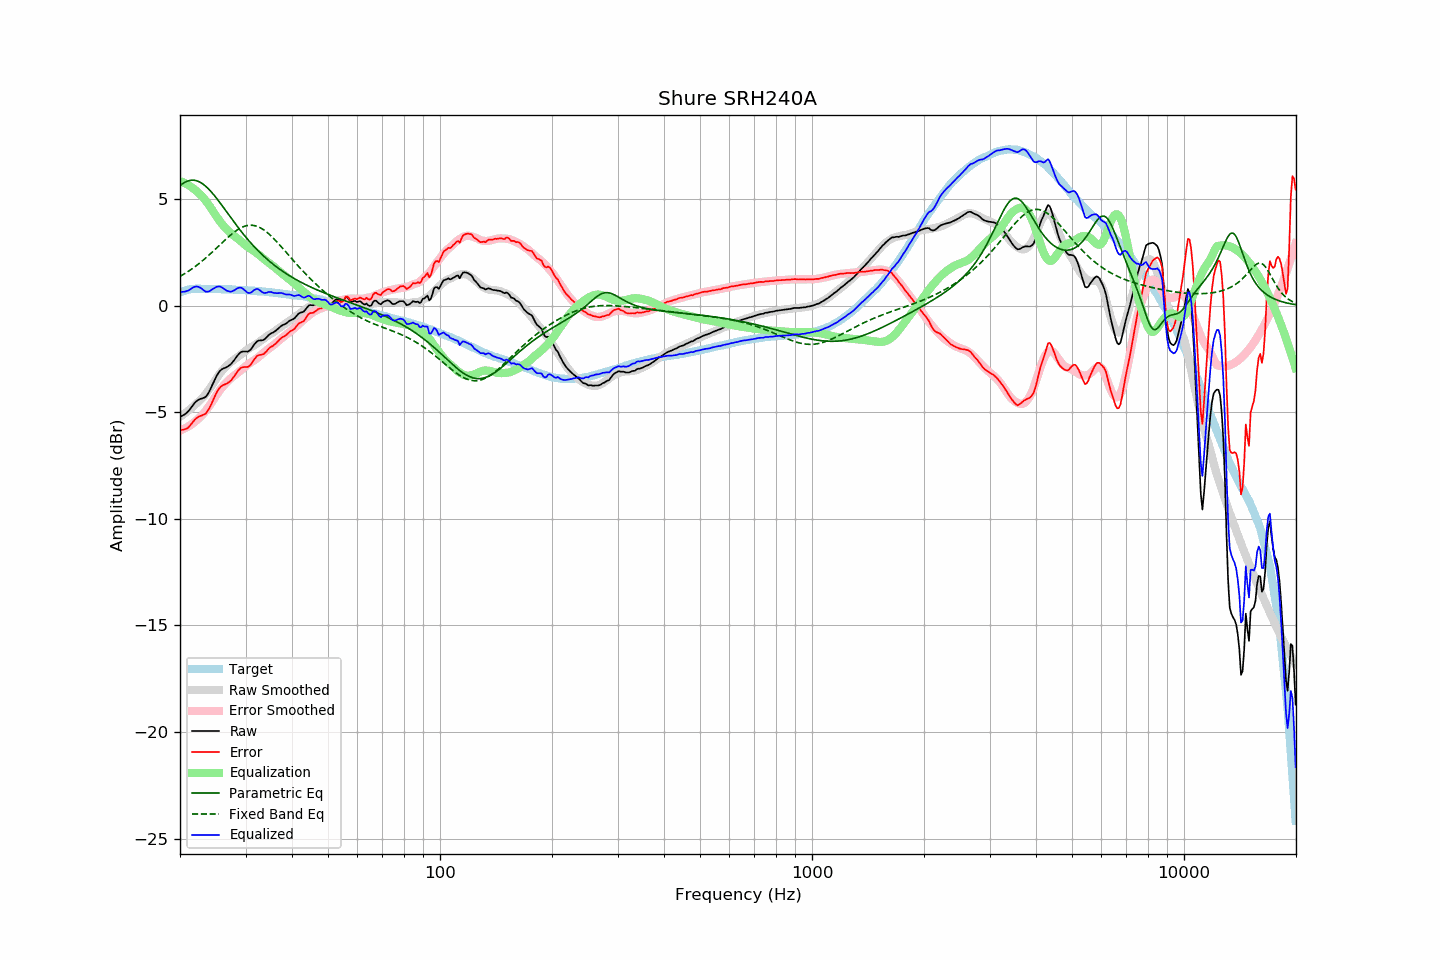 Shure SRH240A
Amplitude (dBr)
5
0
−5
−10
−15
−20
−25
Target
Raw Smoothed
Error Smoothed
Raw
Error
Equalization
Parametric Eq
Fixed Band Eq
Equalized
100
1000
10000
Frequency (Hz)